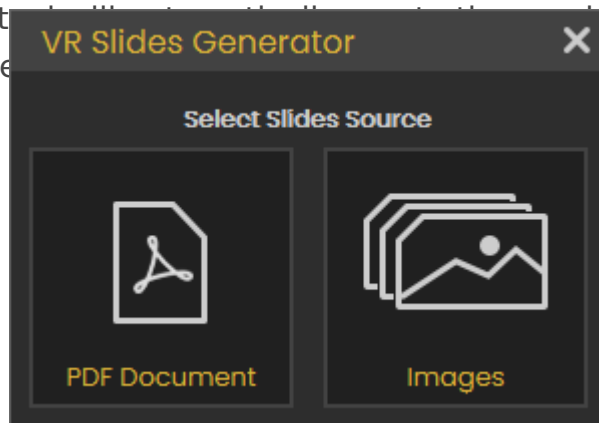 VR Slides Generator
Select Slides Source
PDF Document
Images